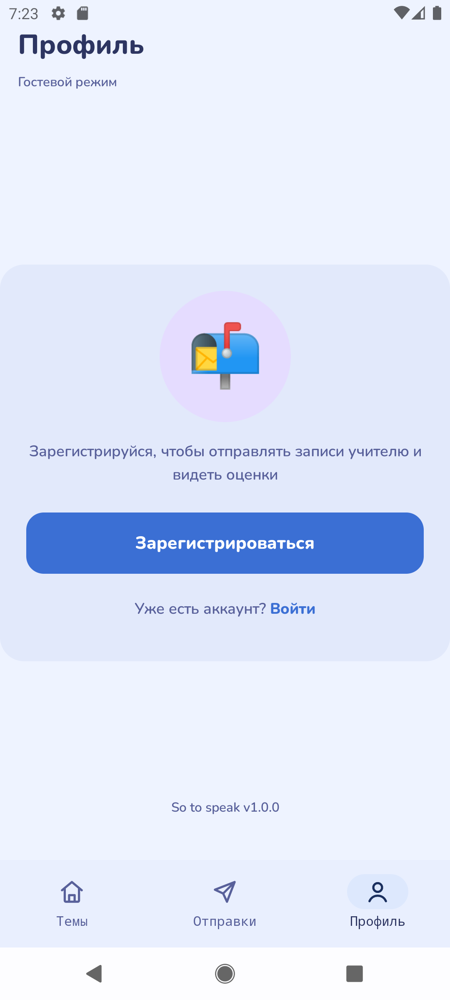 7:23
Профиль
Гостевой режим
Зарегистрируйся, чтобы отправлять записи учителю и
видеть оценки
Зарегистрироваться
Уже есть аккаунт? Войти
So to speak v1.0.0
Темы
Отправки
Профиль